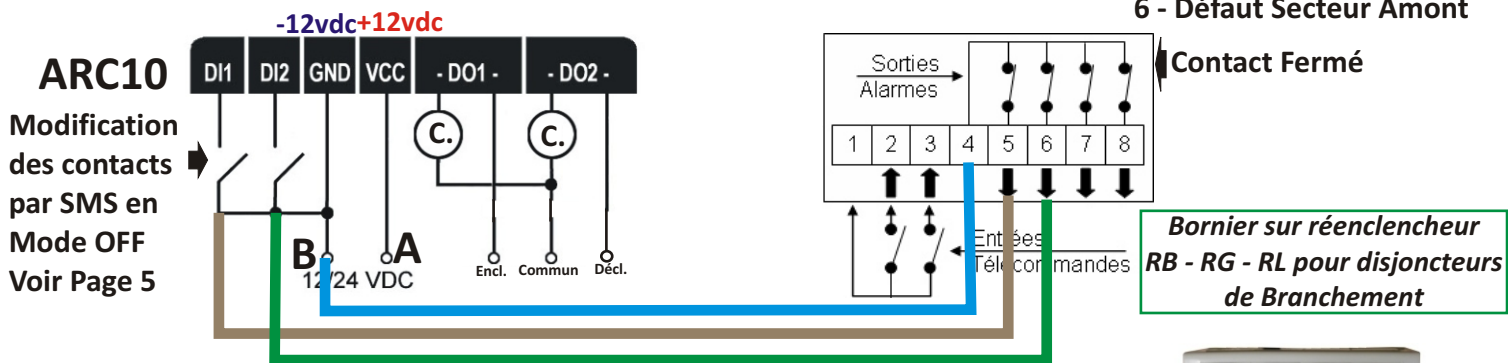 6 - Défaut Secteur Amont
-12vdc+12vdc
ARC10
DI1 DI2 GND VCC - DO1 - - DO2 -
Sorties
Alarmes
Contact Fermé
Modification
des contacts
par SMS en
Mode OFF
Voir Page 5
C. C.
1 2 3 4 5 6 7 8
B A
12/24 VDC
Encl. Commun Décl.
Entrées
Télécommandes
Bornier sur réenclencheur
RB - RG - RL pour disjoncteurs
de Branchement